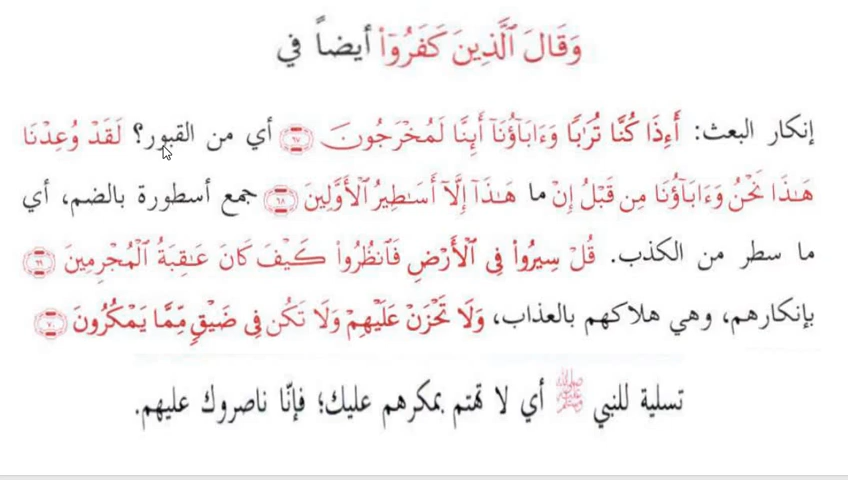 وَقَالَ ٱلَّذِينَ كَفَرُوٓا۟ أيضاً في
إنكار البعث: أَءِذَا كُنَّا تُرَٰبًا وَءَابَآؤُنَآ أَئِنَّا لَمُخْرَجُونَ ٦٧ أي من القبور؟ لَقَدْ وُعِدْنَا
هَـٰذَا نَحْنُ وَءَابَآؤُنَا مِن قَبْلُ إِنْ ما هَـٰذَآ إِلَّآ أَسَـٰطِيرُ ٱلْأَوَّلِينَ ٦٨ جمع أسطورة بالضم، أي
ما سطر من الكذب. قُلْ سِيرُوا۟ فِى ٱلْأَرْضِ فَٱنظُرُوا۟ كَيْفَ كَانَ عَـٰقِبَةُ ٱلْمُجْرِمِينَ ٦٩
بإنكارهم، وهي هلاكهم بالعذاب، وَلَا تَحْزَنْ عَلَيْهِمْ وَلَا تَكُن فِى ضَيْقٍ مِّمَّا يَمْكُرُونَ ٧٠
تسلية للنبي ﷺ أي لا تهتم بمكرهم عليك؛ فإنّا ناصروك عليهم.